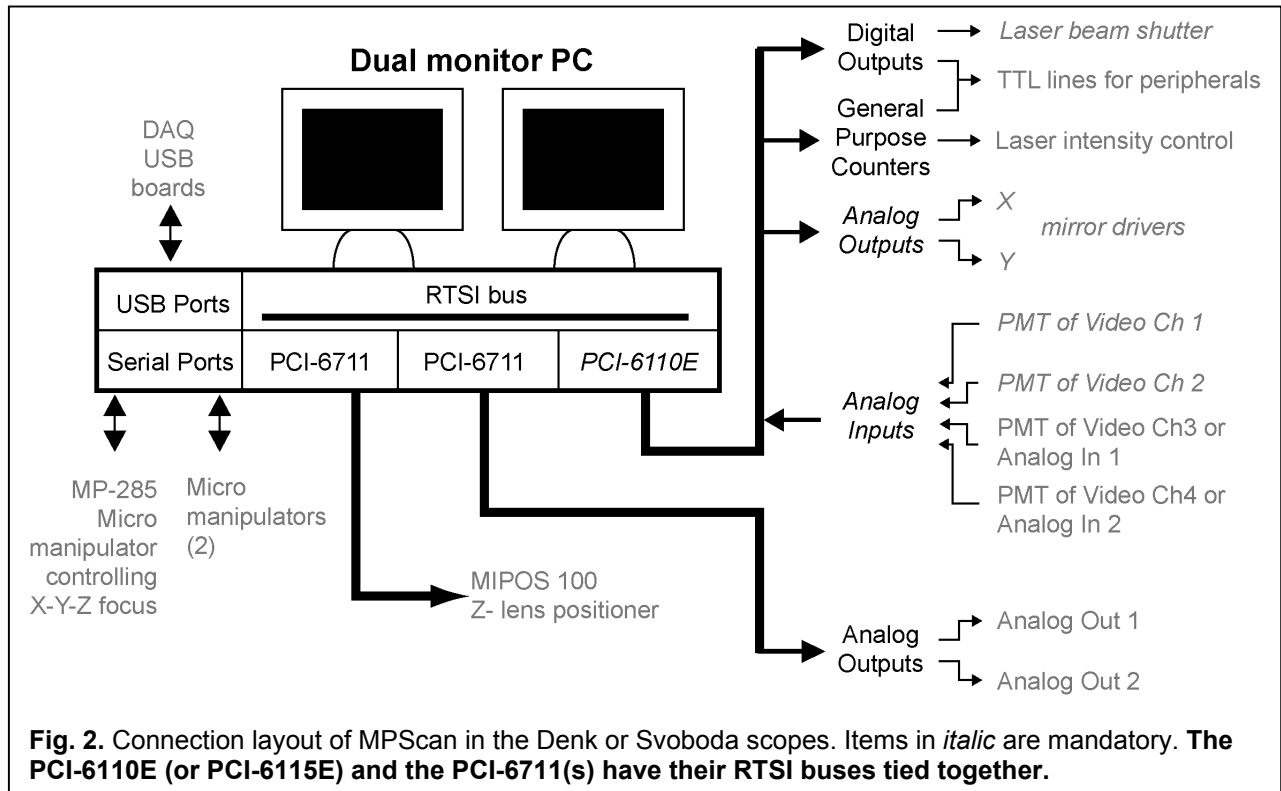 Dual monitor PC
DAQ
USB
boards
USB Ports
RTSI bus
Serial Ports
PCI-6711
PCI-6711
PCI-6110E
MP-285
Micro
manipulator
controlling
X-Y-Z focus
Micro
manipulators
(2)
MIPOS 100
Z- lens positioner
Digital
Outputs
Laser beam shutter
TTL lines for peripherals
General
Purpose
Counters
Laser intensity control
Analog
Outputs
X
mirror drivers
Y
Analog
Inputs
PMT of Video Ch 1
PMT of Video Ch 2
PMT of Video Ch3 or
Analog In 1
PMT of Video Ch4 or
Analog In 2
Analog
Outputs
Analog Out 1
Analog Out 2
Fig. 2. Connection layout of MPScan in the Denk or Svoboda scopes. Items in italic are mandatory. The
PCI-6110E (or PCI-6115E) and the PCI-6711(s) have their RTSI buses tied together.